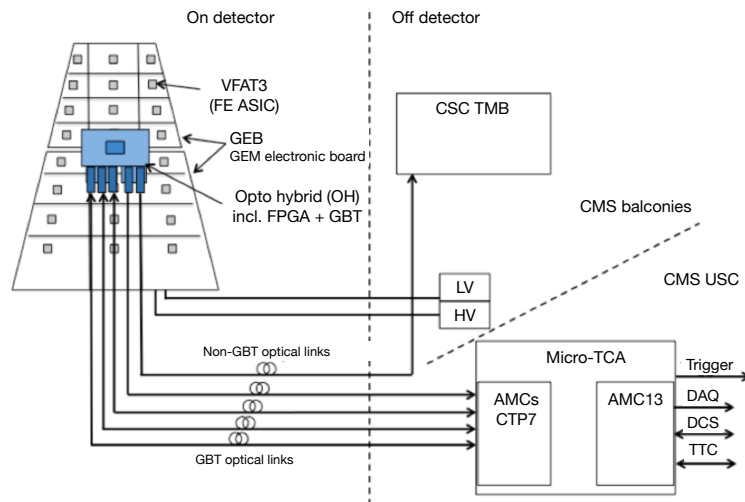 On detector
Off detector
VFAT3
(FE ASIC)
CSC TMB
GEB
GEM electronic board
Opto hybrid (OH)
incl. FPGA + GBT
CMS balconies
CMS USC
LV
HV
Non-GBT optical links
Micro-TCA
Trigger
AMCs
CTP7
AMC13
DAQ
DCS
TTC
GBT optical links